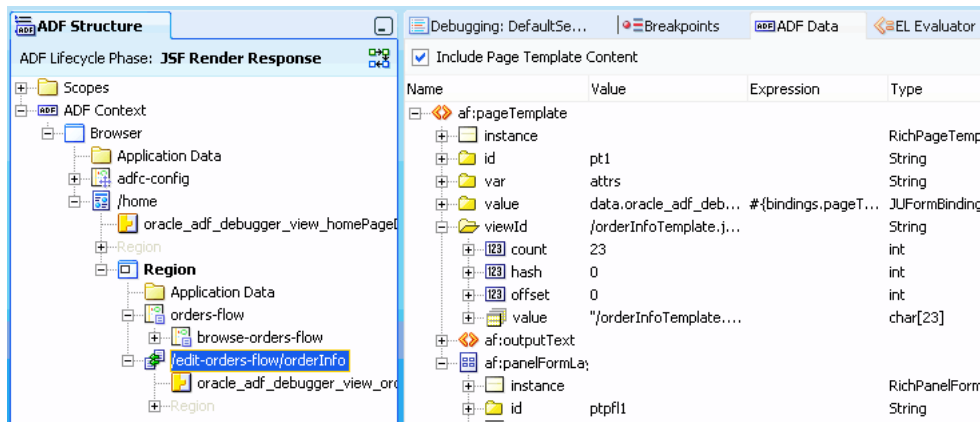 ADF Structure
ADF Lifecycle Phase: JSF Render Response
Scopes
ADF Context
Browser
Application Data
adfc-config
/home
oracle_adf_debugger_view_homePageD
Region
Region
Application Data
orders-flow
browse-orders-flow
/edit-orders-flow/orderInfo
oracle_adf_debugger_view_ord
Region
Debugging: DefaultSe... Breakpoints ADF Data EL Evaluator
Include Page Template Content
Name Value Expression Type
af:pageTemplate
instance RichPageTemp
id pt1 String
var attrs String
value data.oracle_adf_deb... #{bindings.pageT... JUFormBinding
viewId /orderInfoTemplate.j... String
count 23 int
hash 0 int
offset 0 int
value "/orderInfoTemplate.... char[23]
af:outputText
af:panelFormLay
instance RichPanelForm
id ptpfl1 String